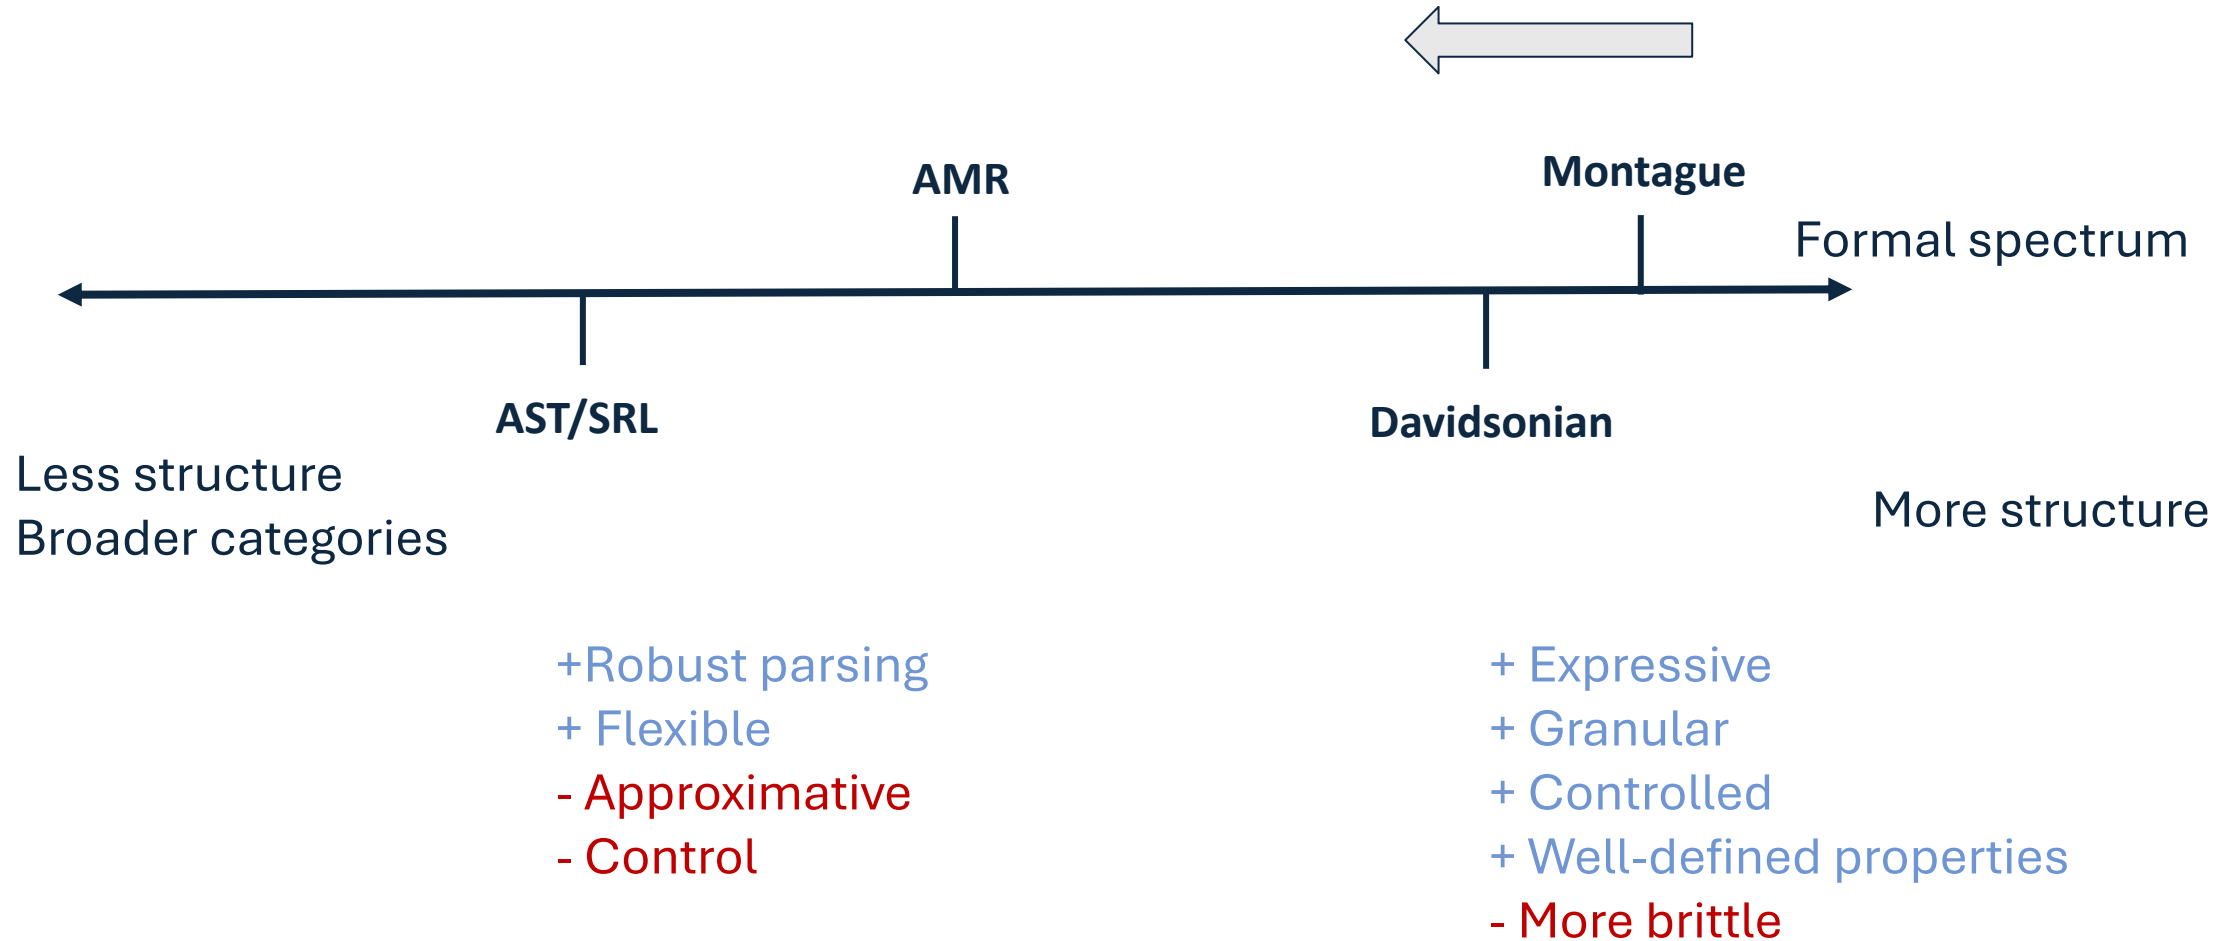 AMR
Montague
Formal spectrum
AST/SRL
Davidsonian
Less structure
Broader categories
More structure
+Robust parsing
+ Flexible
- Approximative
- Control
+ Expressive
+ Granular
+ Controlled
+ Well-defined properties
- More brittle